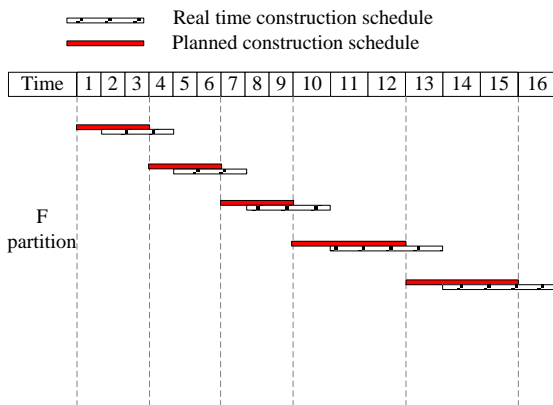 Real time construction schedule
Planned construction schedule
Time 1 2 3 4 5 6 7 8 9 10 11 12 13 14 15 16
F
partition